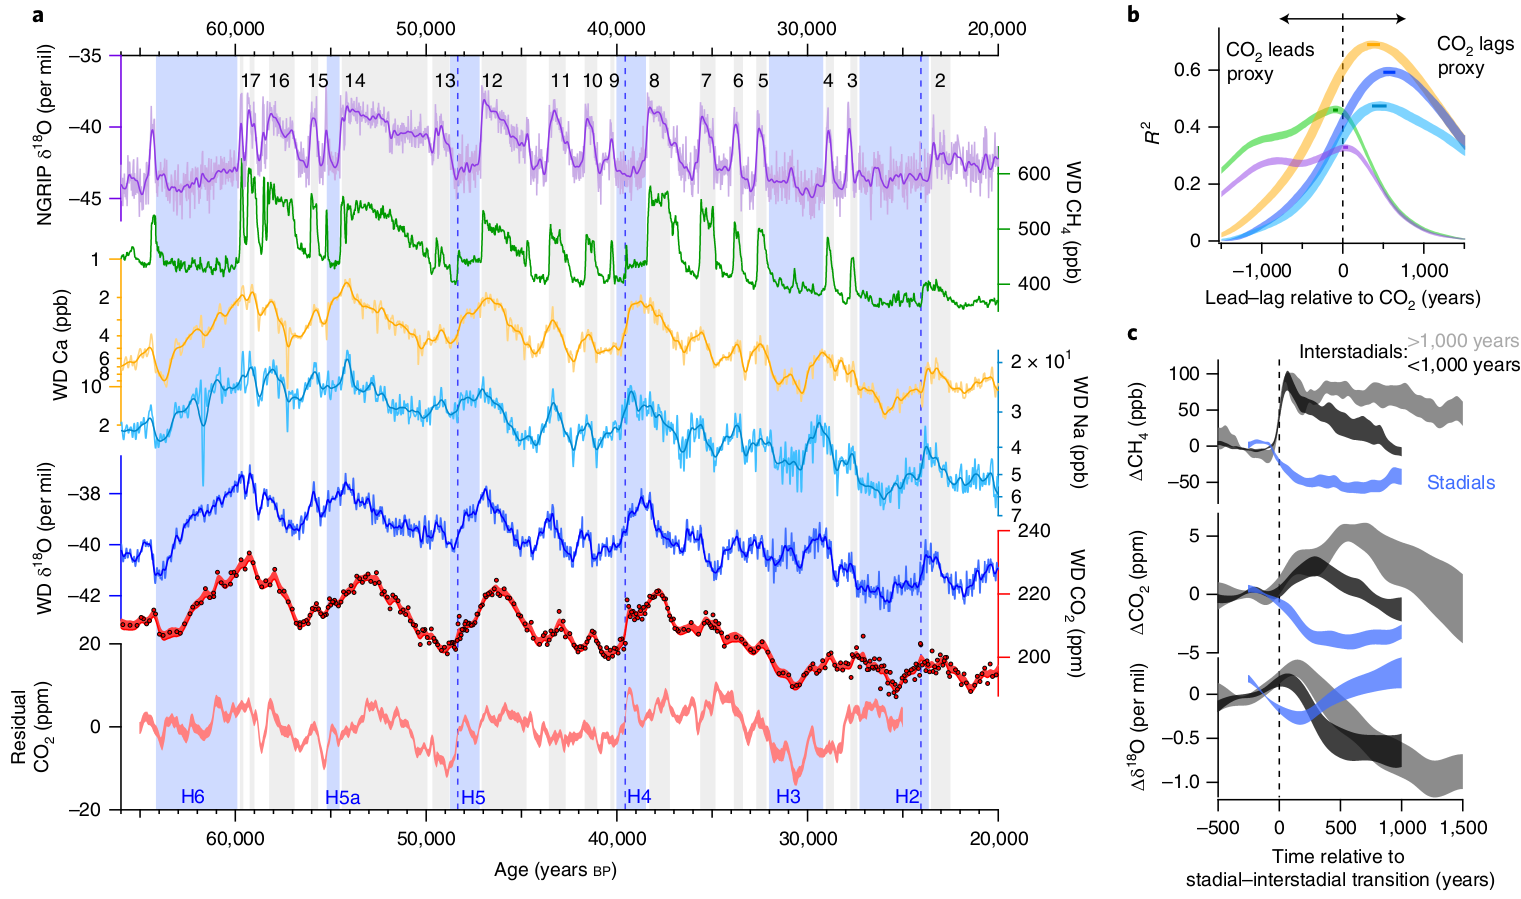 a
60,000 50,000 40,000 30,000 20,000
NGRIP δ¹⁸O (per mil)
–35
–40
–45
17 16 15 14 13 12 11 10 9 8 7 6 5 4 3 2
WD CH₄ (ppb)
600
500
400
WD Ca (ppb)
1
2
4
6
8
10
2
WD Na (ppb)
2 × 10¹
3
4
5
6
7
WD δ¹⁸O (per mil)
–38
–40
–42
WD CO₂ (ppm)
240
220
200
Residual
CO₂ (ppm)
20
0
–20
H6 H5a H5 H4 H3 H2
60,000 50,000 40,000 30,000 20,000
Age (years BP)
b
CO₂ leads
proxy
CO₂ lags
proxy
R²
0.6
0.4
0.2
0
–1,000 0 1,000
Lead–lag relative to CO₂ (years)
c
Interstadials: >1,000 years
<1,000 years
ΔCH₄ (ppb)
100
50
0
–50
Stadials
ΔCO₂ (ppm)
5
0
–5
Δδ¹⁸O (per mil)
0
–0.5
–1.0
–500 0 500 1,000 1,500
Time relative to
stadial–interstadial transition (years)